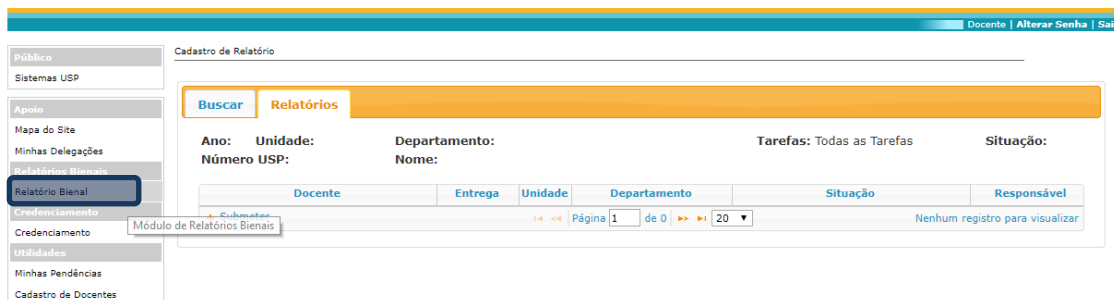 Docente | Alterar Senha | Sai
Público
Sistemas USP
Apoio
Mapa do Site
Minhas Delegações
Relatórios Bienais
Relatório Bienal
Credenciamento
Credenciamento
Utilidades
Minhas Pendências
Cadastro de Docentes
Módulo de Relatórios Bienais
Cadastro de Relatório
Buscar Relatórios
Ano: Unidade: Departamento: Tarefas: Todas as Tarefas Situação:
Número USP: Nome:
Docente Entrega Unidade Departamento Situação Responsável
+ Submeter Página 1 de 0 20 Nenhum registro para visualizar